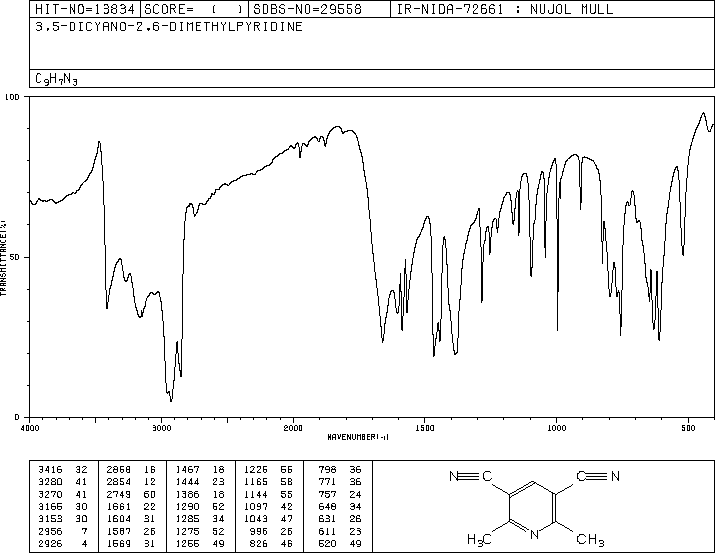 HIT-NO=13834 SCORE= ( ) SDBS-NO=29558 IR-NIDA-72661 : NUJOL MULL
3,5-DICYANO-2,6-DIMETHYLPYRIDINE
C9H7N3
100
50
0
TRANSMITTANCE(%)
4000 3000 2000 1500 1000 500
WAVENUMBER(-1)
3416 32 2868 16 1467 18 1226 56 798 36
3280 41 2854 12 1444 23 1165 58 771 36
3270 41 2749 60 1386 18 1144 55 757 24
3165 30 1661 22 1290 52 1097 42 648 34
3153 30 1604 31 1285 34 1043 47 631 26
2956 7 1587 26 1275 52 996 26 611 23
2926 4 1569 31 1255 49 826 46 520 49
N C C N
H3C N CH3